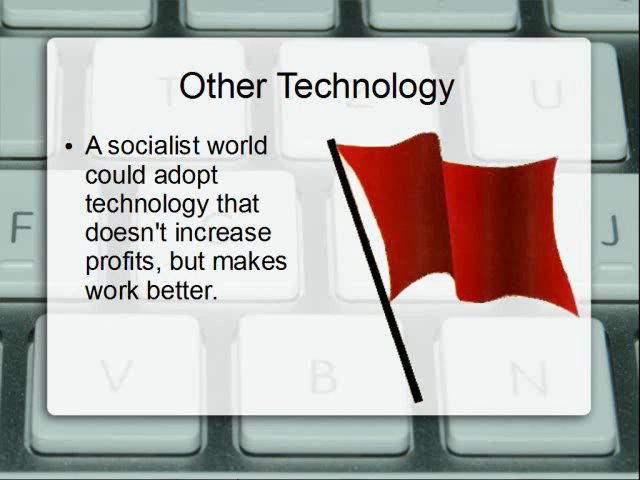 Other Technology
• A socialist world
could adopt
technology that
doesn't increase
profits, but makes
work better.
T
Z
U
F
G
J
V
B
N